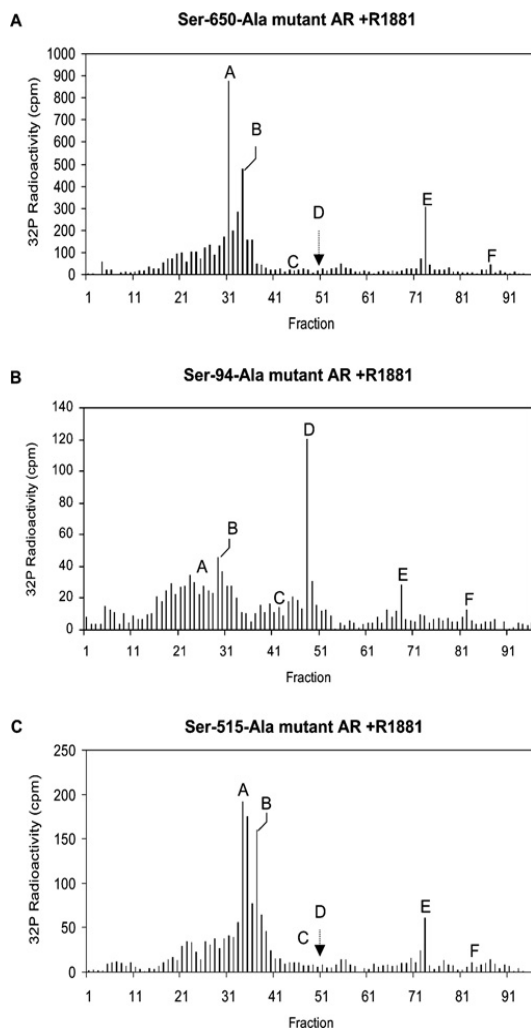 A
Ser-650-Ala mutant AR +R1881
32P Radioactivity (cpm)
1000
900
800
700
600
500
400
300
200
100
0
A
B
C
D
E
F
1 11 21 31 41 51 61 71 81 91
Fraction
B
Ser-94-Ala mutant AR +R1881
32P Radioactivity (cpm)
140
120
100
80
60
40
20
0
A
B
C
D
E
F
1 11 21 31 41 51 61 71 81 91
Fraction
C
Ser-515-Ala mutant AR +R1881
32P Radioactivity (cpm)
250
200
150
100
50
0
A
B
C
D
E
F
1 11 21 31 41 51 61 71 81 91
Fraction